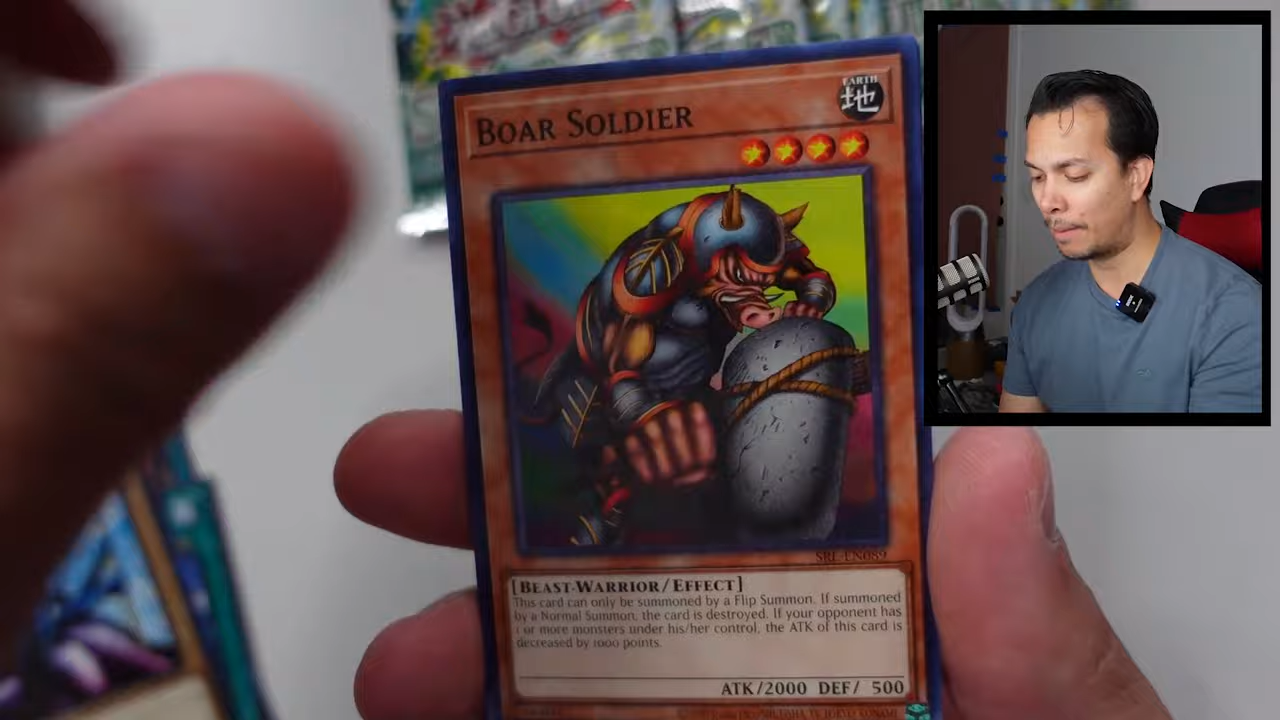 BOAR SOLDIER
EARTH
地
SRL-EN089
[BEAST-WARRIOR/EFFECT]
This card can only be summoned by a Flip Summon. If summoned
by a Normal Summon, the card is destroyed. If your opponent has
1 or more monsters under his/her control, the ATK of this card is
decreased by 1000 points.
ATK/2000 DEF/ 500